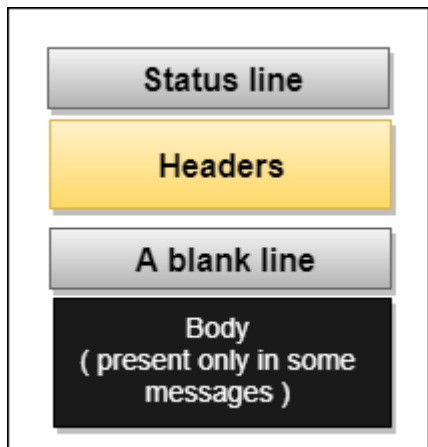 Status line
Headers
A blank line
Body
( present only in some
messages )